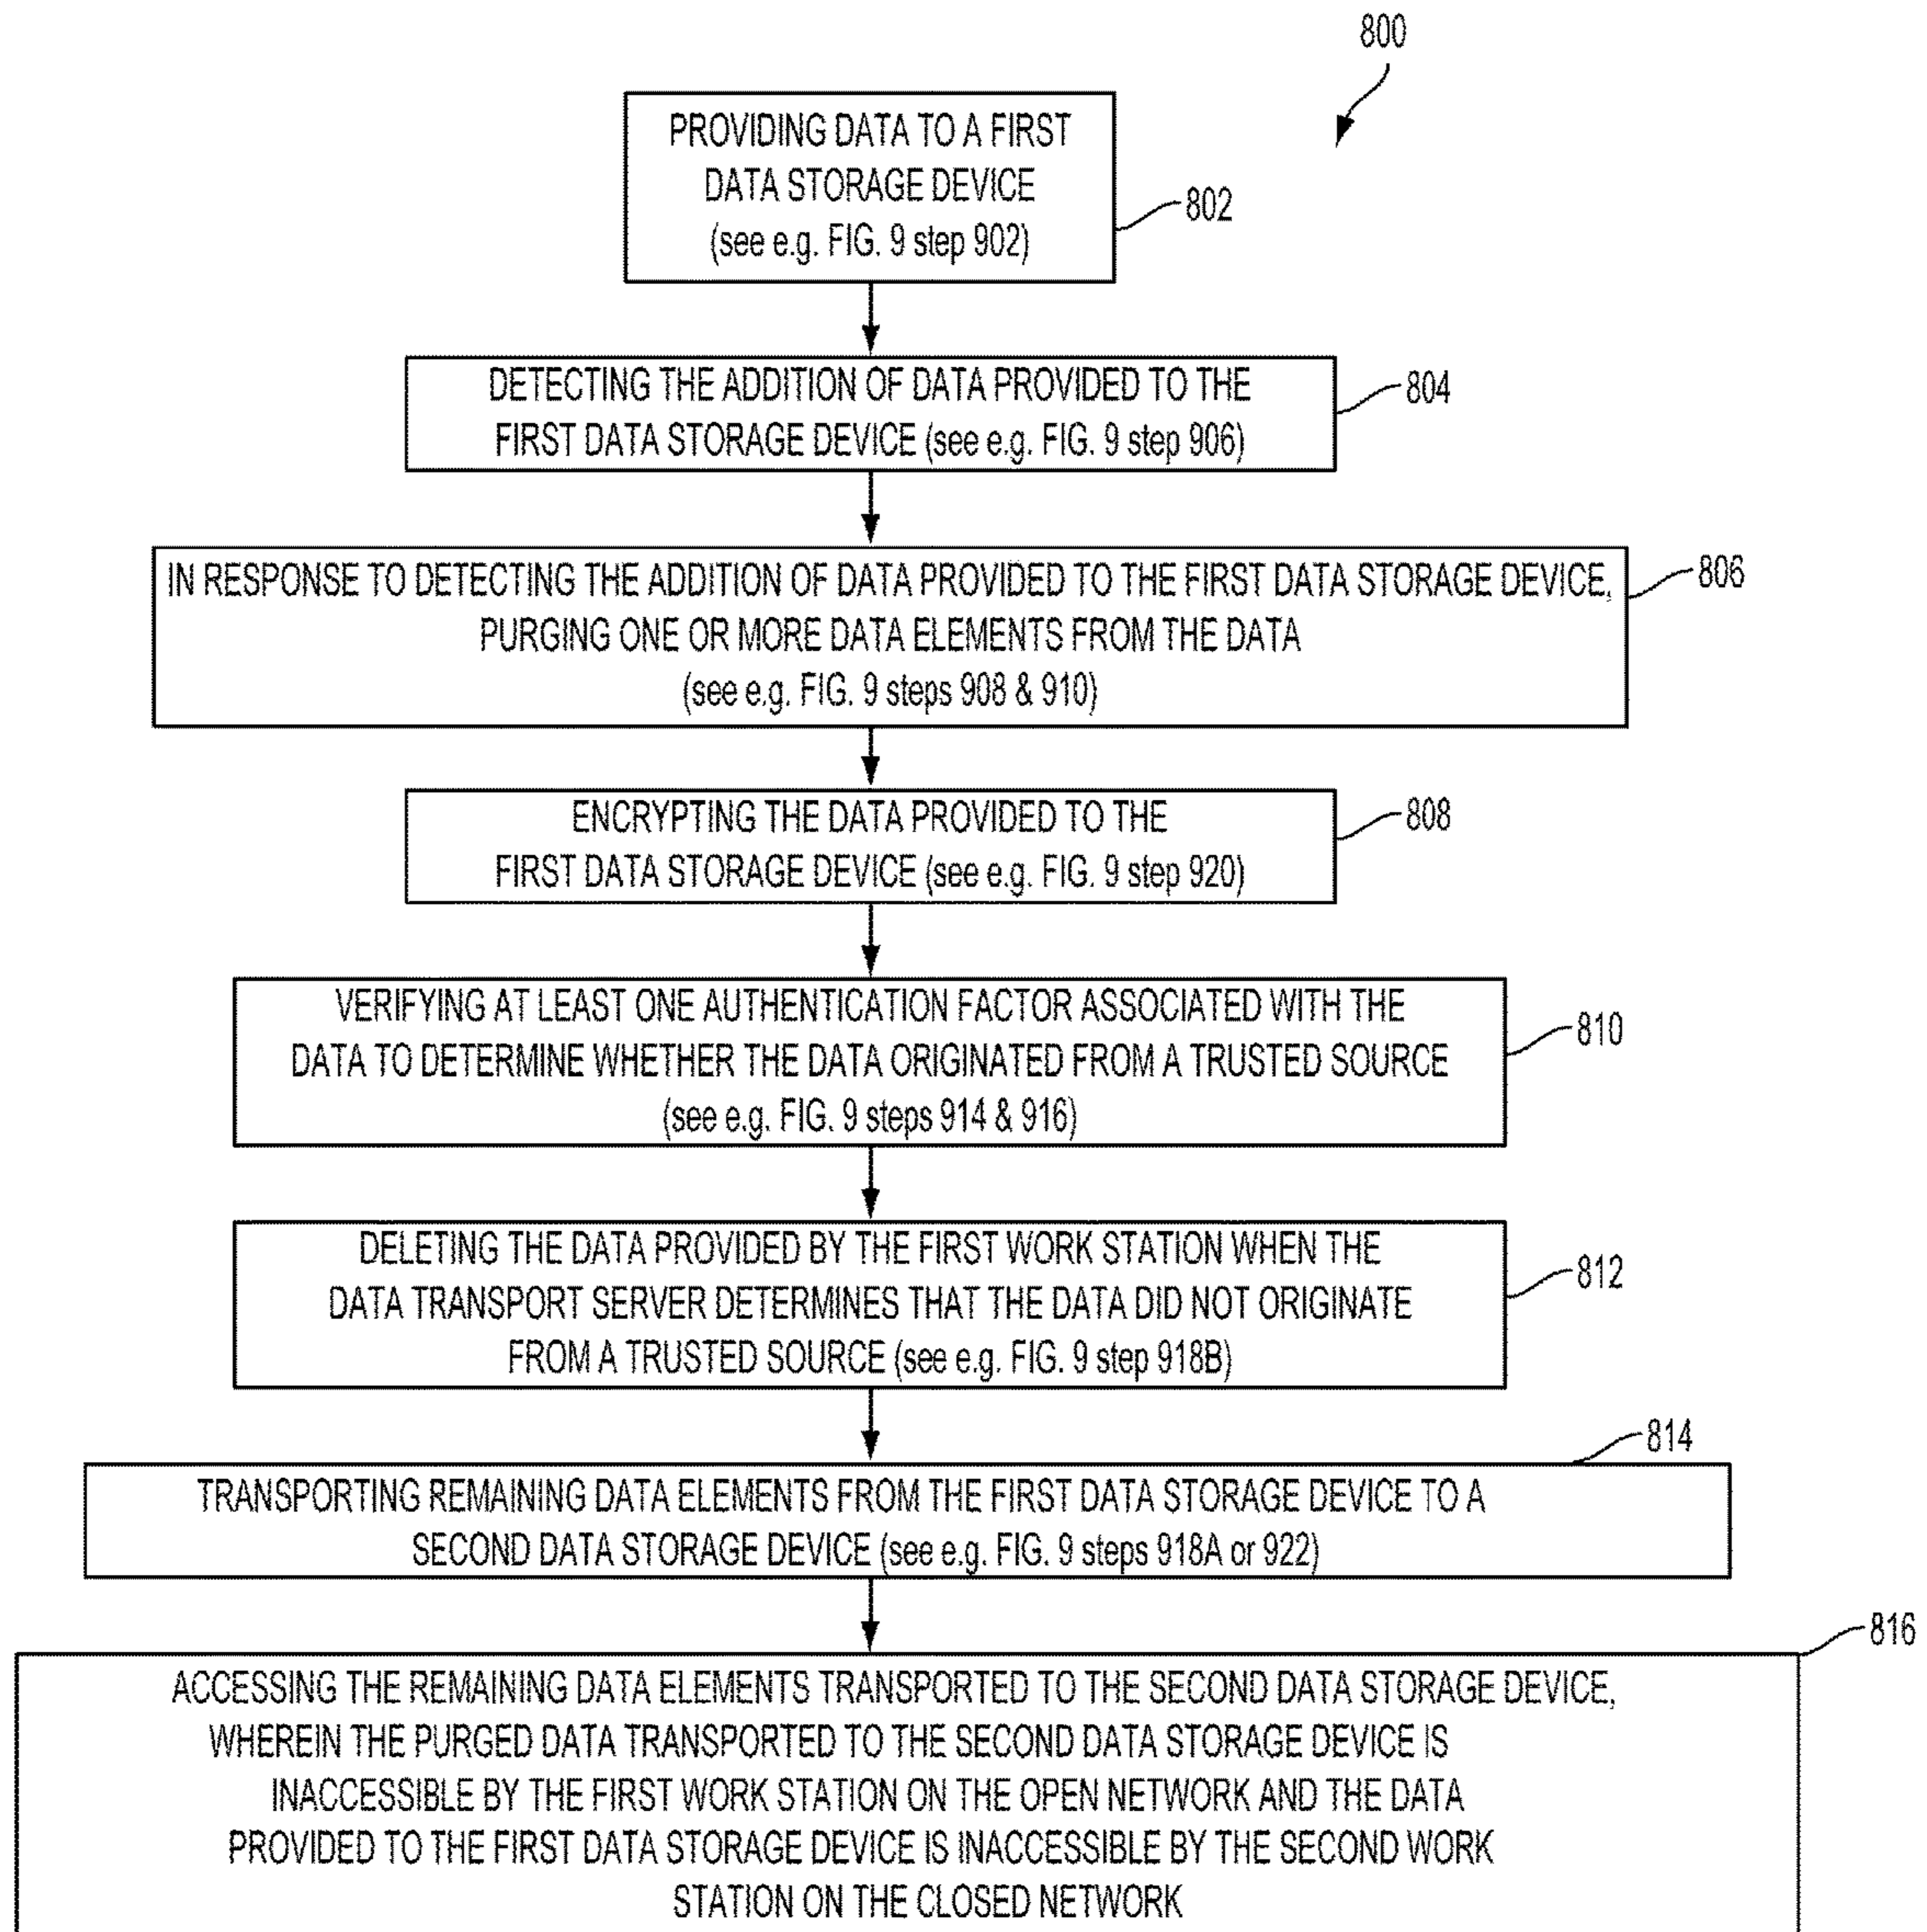 800
PROVIDING DATA TO A FIRST
DATA STORAGE DEVICE
(see e.g. FIG. 9 step 902)
802
DETECTING THE ADDITION OF DATA PROVIDED TO THE
FIRST DATA STORAGE DEVICE (see e.g. FIG. 9 step 906)
804
IN RESPONSE TO DETECTING THE ADDITION OF DATA PROVIDED TO THE FIRST DATA STORAGE DEVICE,
PURGING ONE OR MORE DATA ELEMENTS FROM THE DATA
(see e.g. FIG. 9 steps 908 & 910)
806
ENCRYPTING THE DATA PROVIDED TO THE
FIRST DATA STORAGE DEVICE (see e.g. FIG. 9 step 920)
808
VERIFYING AT LEAST ONE AUTHENTICATION FACTOR ASSOCIATED WITH THE
DATA TO DETERMINE WHETHER THE DATA ORIGINATED FROM A TRUSTED SOURCE
(see e.g. FIG. 9 steps 914 & 916)
810
DELETING THE DATA PROVIDED BY THE FIRST WORK STATION WHEN THE
DATA TRANSPORT SERVER DETERMINES THAT THE DATA DID NOT ORIGINATE
FROM A TRUSTED SOURCE (see e.g. FIG. 9 step 918B)
812
814
TRANSPORTING REMAINING DATA ELEMENTS FROM THE FIRST DATA STORAGE DEVICE TO A
SECOND DATA STORAGE DEVICE (see e.g. FIG. 9 steps 918A or 922)
816
ACCESSING THE REMAINING DATA ELEMENTS TRANSPORTED TO THE SECOND DATA STORAGE DEVICE,
WHEREIN THE PURGED DATA TRANSPORTED TO THE SECOND DATA STORAGE DEVICE IS
INACCESSIBLE BY THE FIRST WORK STATION ON THE OPEN NETWORK AND THE DATA
PROVIDED TO THE FIRST DATA STORAGE DEVICE IS INACCESSIBLE BY THE SECOND WORK
STATION ON THE CLOSED NETWORK